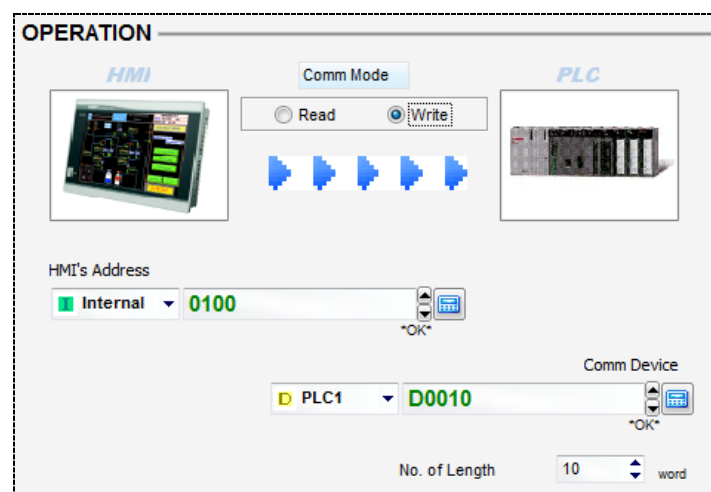 OPERATION
HMI
Comm Mode
PLC
Read
Write
HMI's Address
I Internal 0100
*OK*
Comm Device
D PLC1 D0010
*OK*
No. of Length 10 word